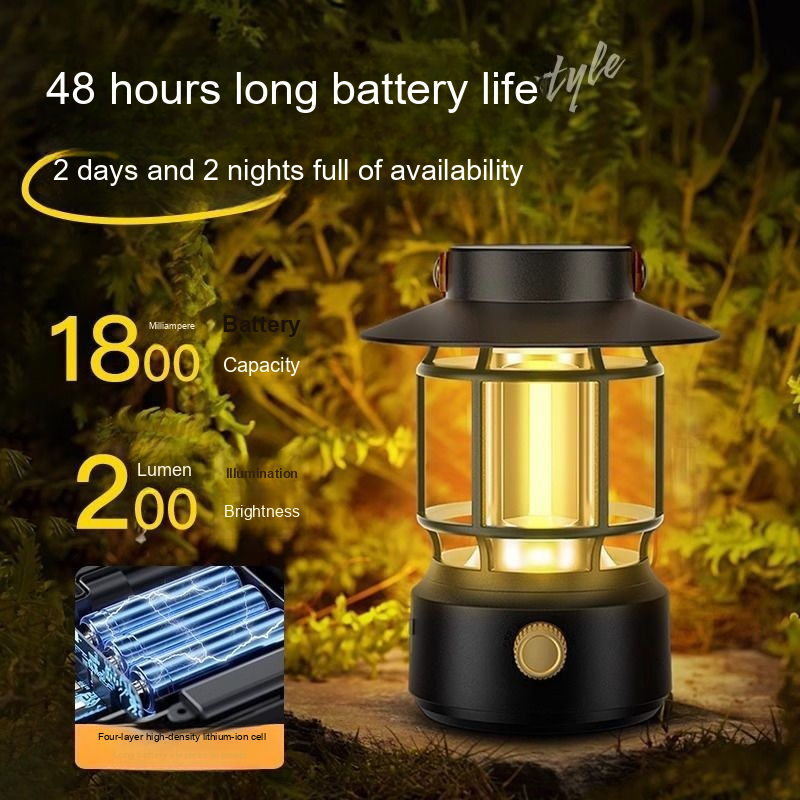 48 hours long battery life
tyle
2 days and 2 nights full of availability
1800
Milliampere
Battery
Capacity
200
Lumen
Illumination
Brightness
Four-layer high-density lithium-ion cell